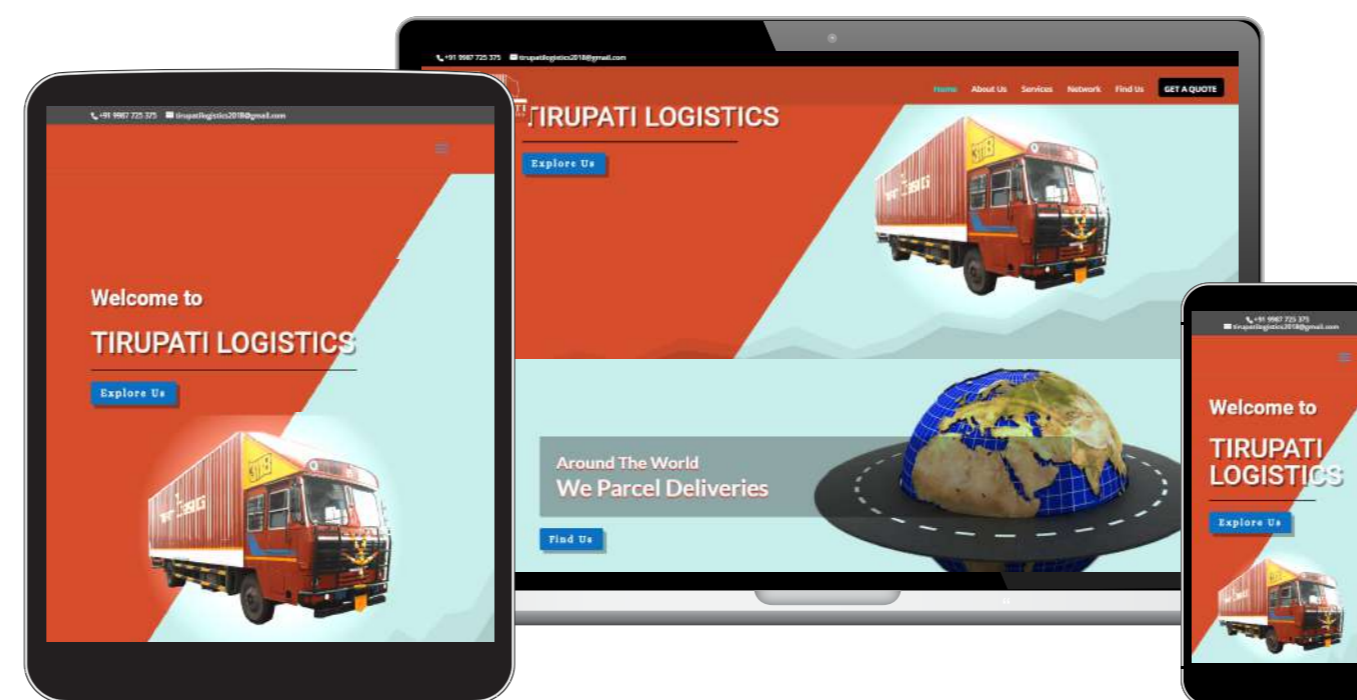 +91 9987 725 375 tirupatilogistics2018@gmail.com
Welcome to
TIRUPATI LOGISTICS
Explore Us
3118
+91 9987 725 375 tirupatilogistics2018@gmail.com
Home About Us Services Network Find Us GET A QUOTE
TIRUPATI LOGISTICS
Explore Us
3118
Around The World
We Parcel Deliveries
Find Us
+91 9987 725 375
tirupatilogistics2018@gmail.com
Welcome to
TIRUPATI
LOGISTICS
Explore Us